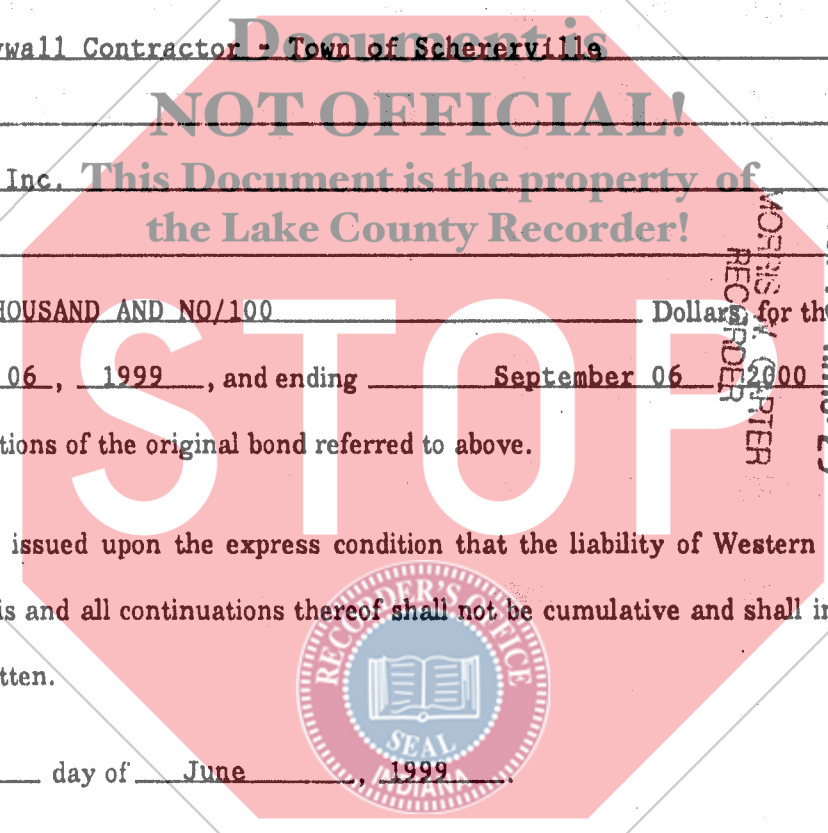 ywall Contractor - Town of Schererville
Document is
NOT OFFICIAL!
Inc.
This Document is the property of
the Lake County Recorder!
MORRIS W. CARTER
RECORDER
HOUSAND AND NO/100 Dollars, for th
06 , 1999 , and ending September 06 , 2000
tions of the original bond referred to above.
STOP
issued upon the express condition that the liability of Western
is and all continuations thereof shall not be cumulative and shall in
tten.
RECORDER'S OFFICE
SEAL
INDIANA
day of June , 1999 .